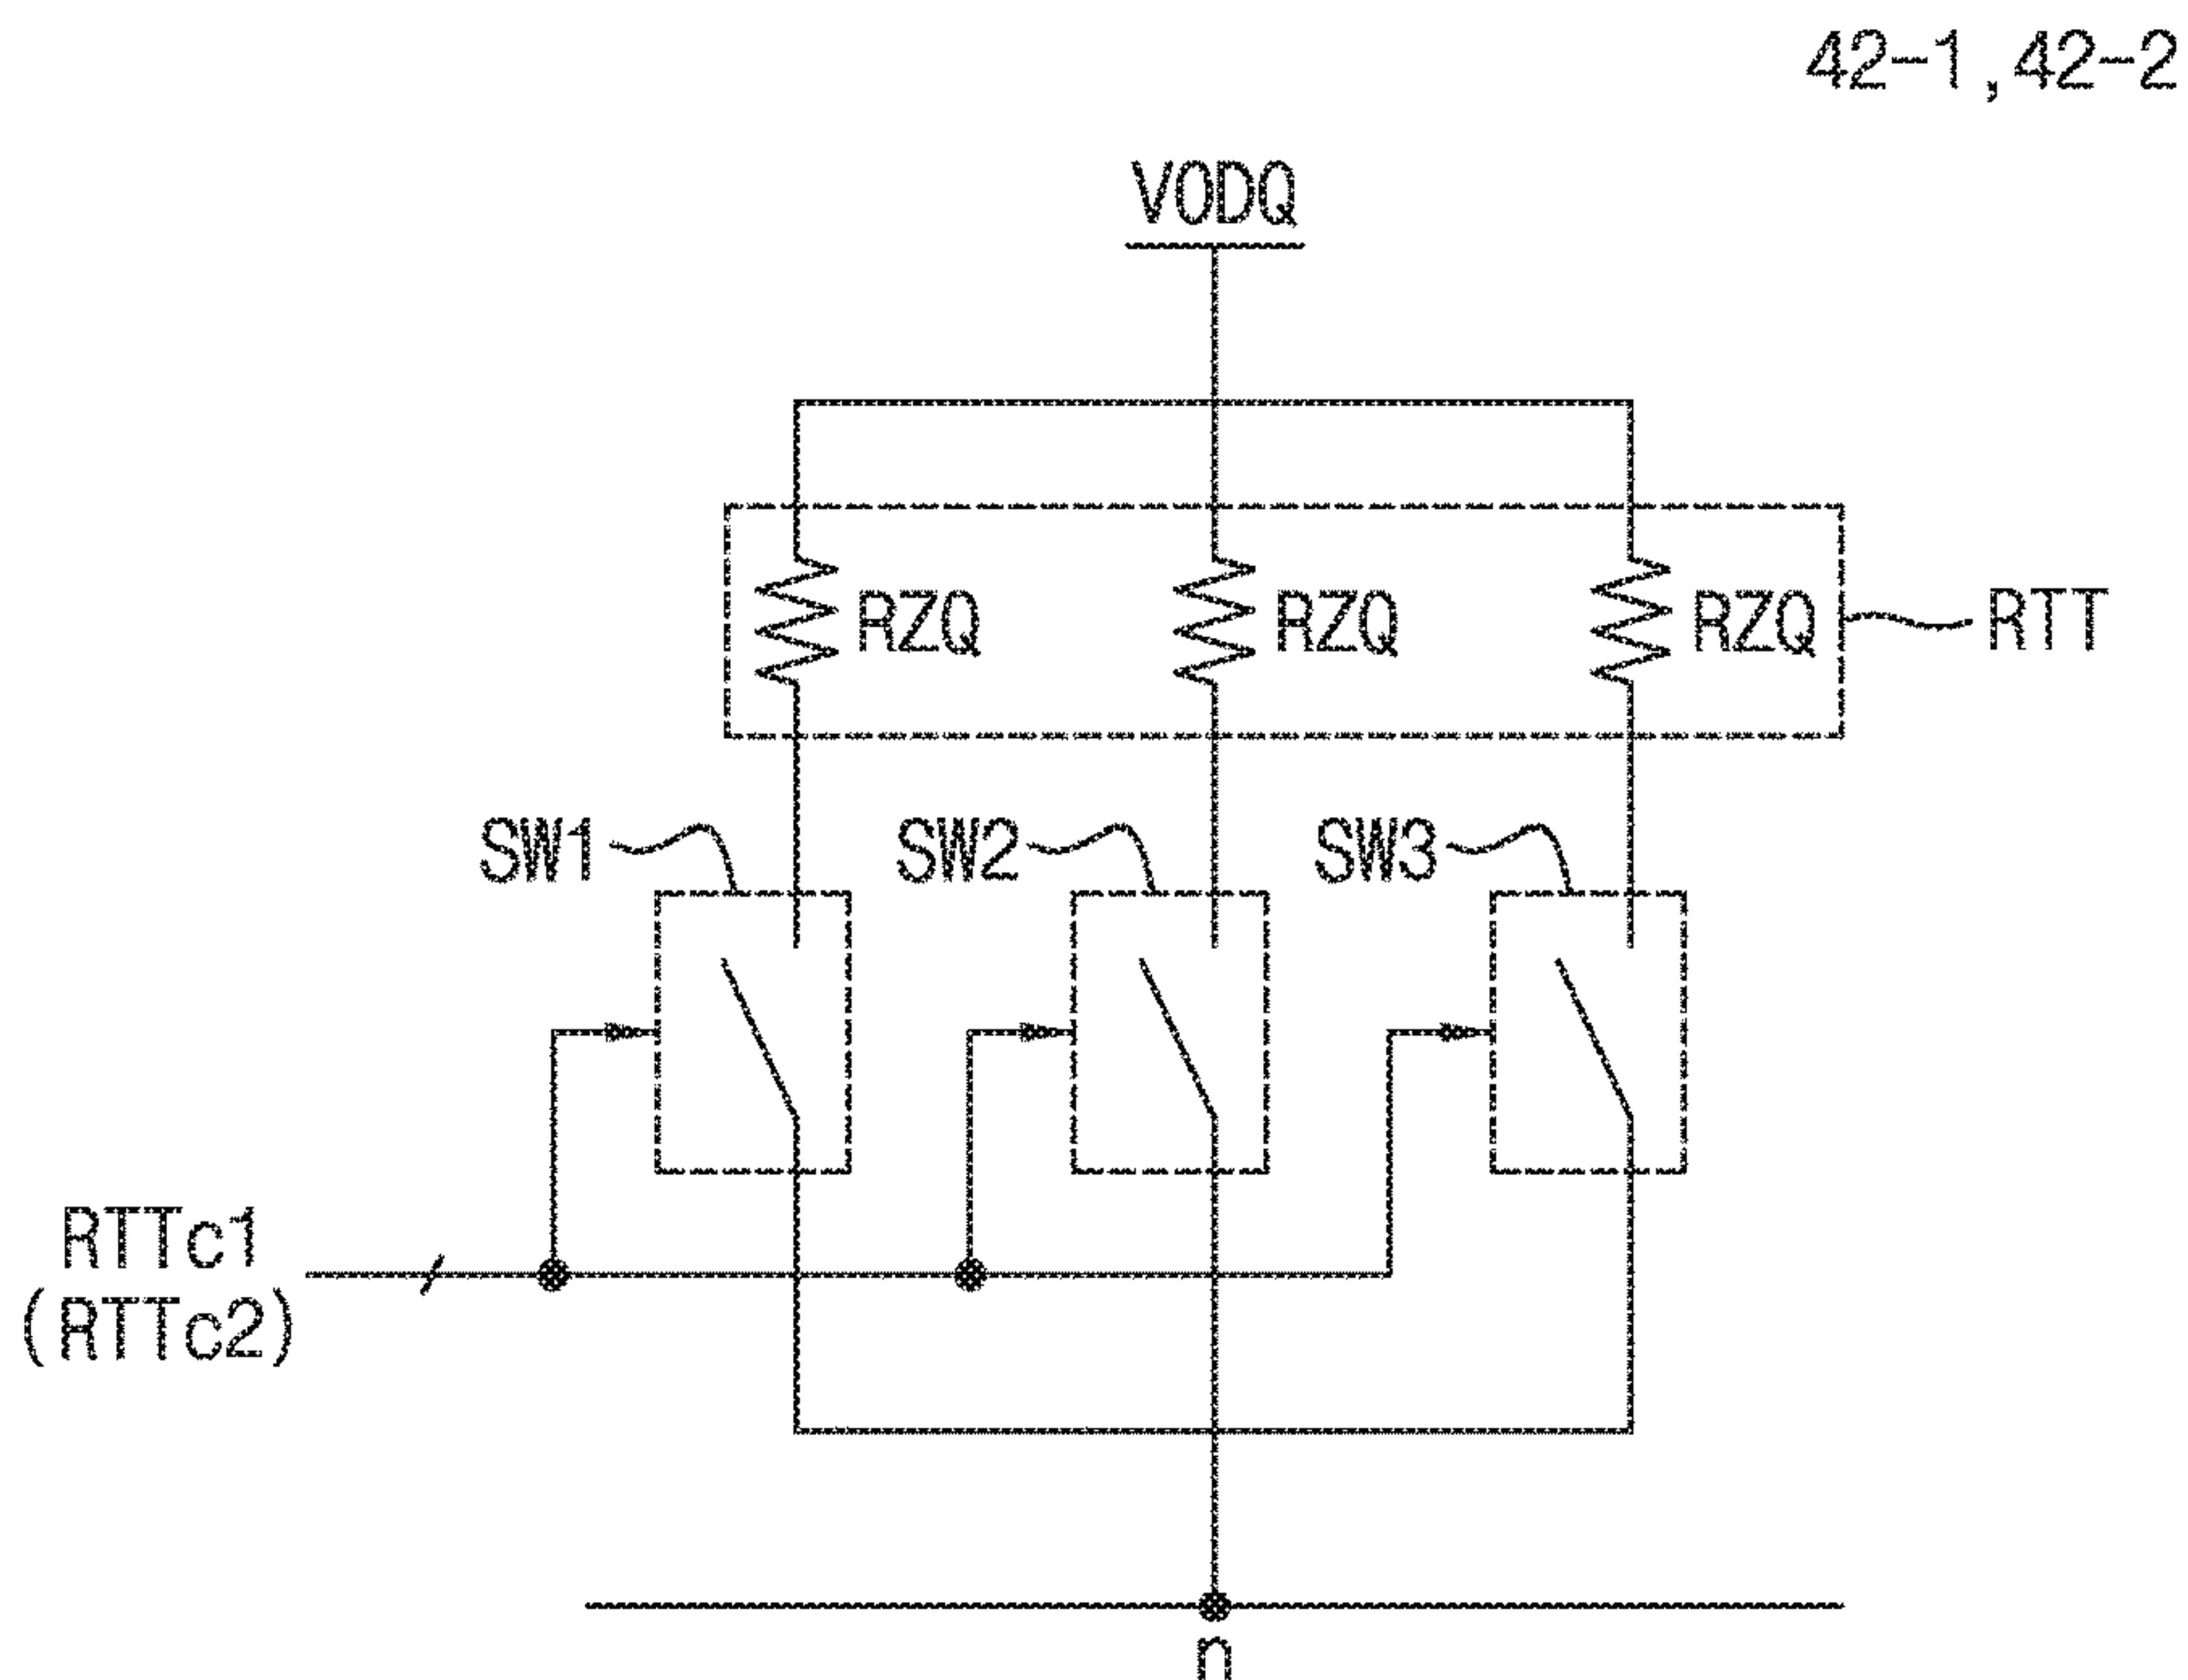 42-1,42-2
VODQ
RZQ RZQ RZQ RTT
SW1 SW2 SW3
RTTc1
(RTTc2)
n